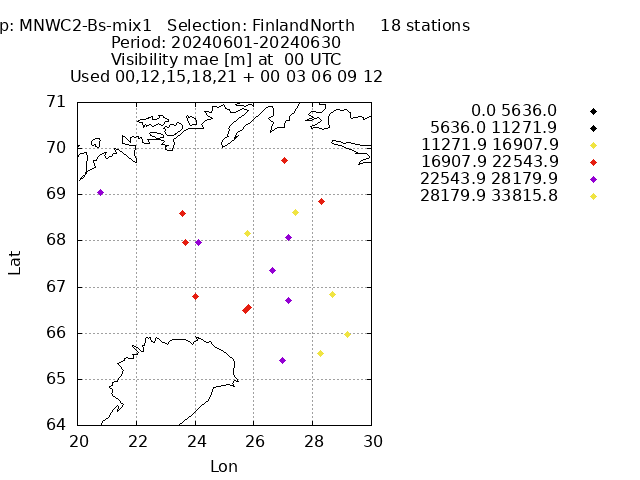 p: MNWC2-Bs-mix1 Selection: FinlandNorth 18 stations
Period: 20240601-20240630
Visibility mae [m] at 00 UTC
Used 00,12,15,18,21 + 00 03 06 09 12
0.0 5636.0
5636.0 11271.9
11271.9 16907.9
16907.9 22543.9
22543.9 28179.9
28179.9 33815.8
71
70
69
68
67
66
65
64
Lat
20 22 24 26 28 30
Lon